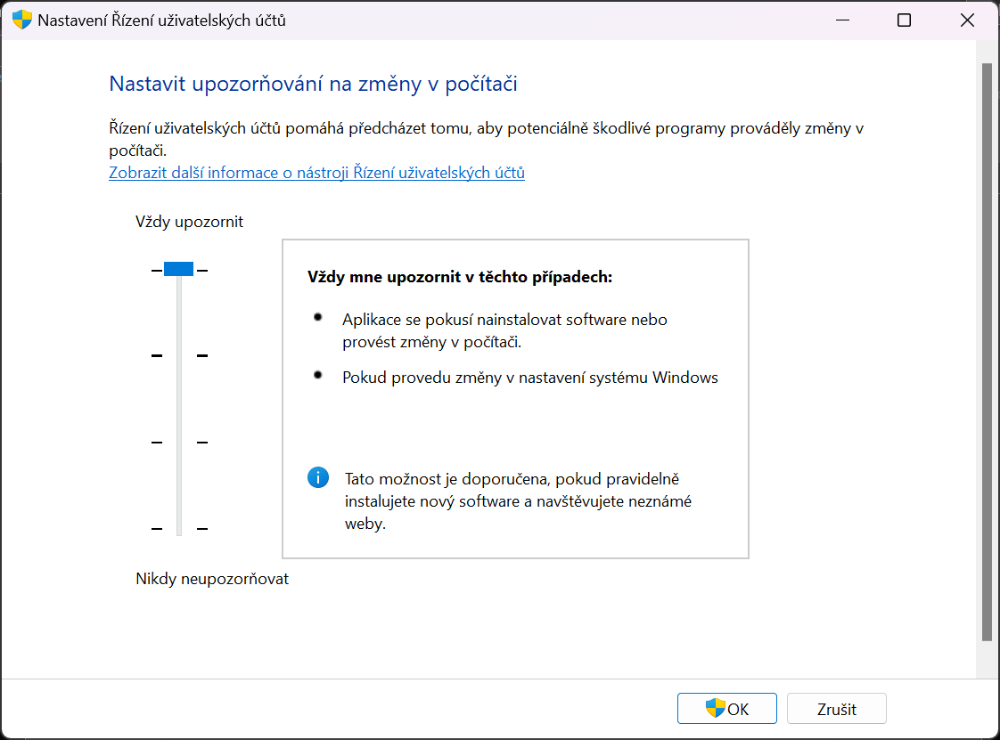 Nastavení Řízení uživatelských účtů
Nastavit upozorňování na změny v počítači
Řízení uživatelských účtů pomáhá předcházet tomu, aby potenciálně škodlivé programy prováděly změny v
počítači.
Zobrazit další informace o nástroji Řízení uživatelských účtů
Vždy upozornit
Vždy mne upozornit v těchto případech:
Aplikace se pokusí nainstalovat software nebo
provést změny v počítači.
Pokud provedu změny v nastavení systému Windows
Tato možnost je doporučena, pokud pravidelně
instalujete nový software a navštěvujete neznámé
weby.
Nikdy neupozorňovat
OK
Zrušit